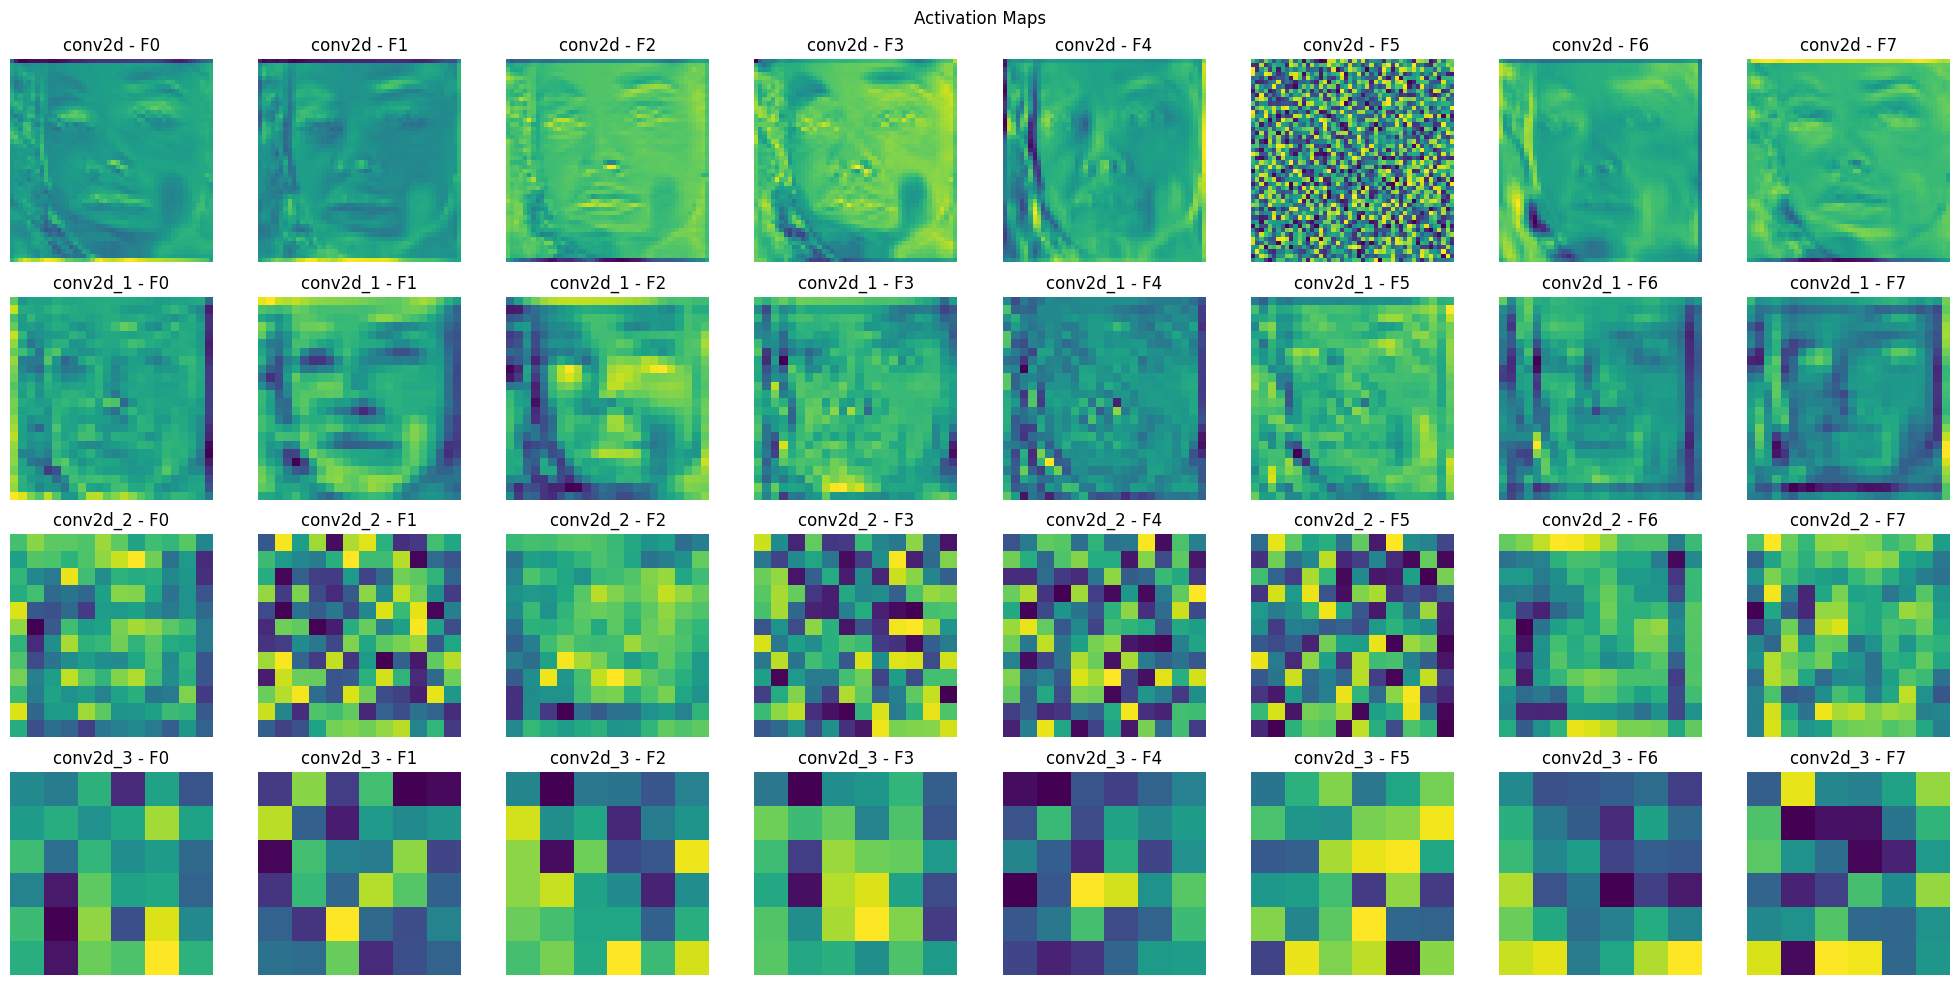 Activation Maps
conv2d - F0 conv2d - F1 conv2d - F2 conv2d - F3 conv2d - F4 conv2d - F5 conv2d - F6 conv2d - F7
conv2d_1 - F0 conv2d_1 - F1 conv2d_1 - F2 conv2d_1 - F3 conv2d_1 - F4 conv2d_1 - F5 conv2d_1 - F6 conv2d_1 - F7
conv2d_2 - F0 conv2d_2 - F1 conv2d_2 - F2 conv2d_2 - F3 conv2d_2 - F4 conv2d_2 - F5 conv2d_2 - F6 conv2d_2 - F7
conv2d_3 - F0 conv2d_3 - F1 conv2d_3 - F2 conv2d_3 - F3 conv2d_3 - F4 conv2d_3 - F5 conv2d_3 - F6 conv2d_3 - F7